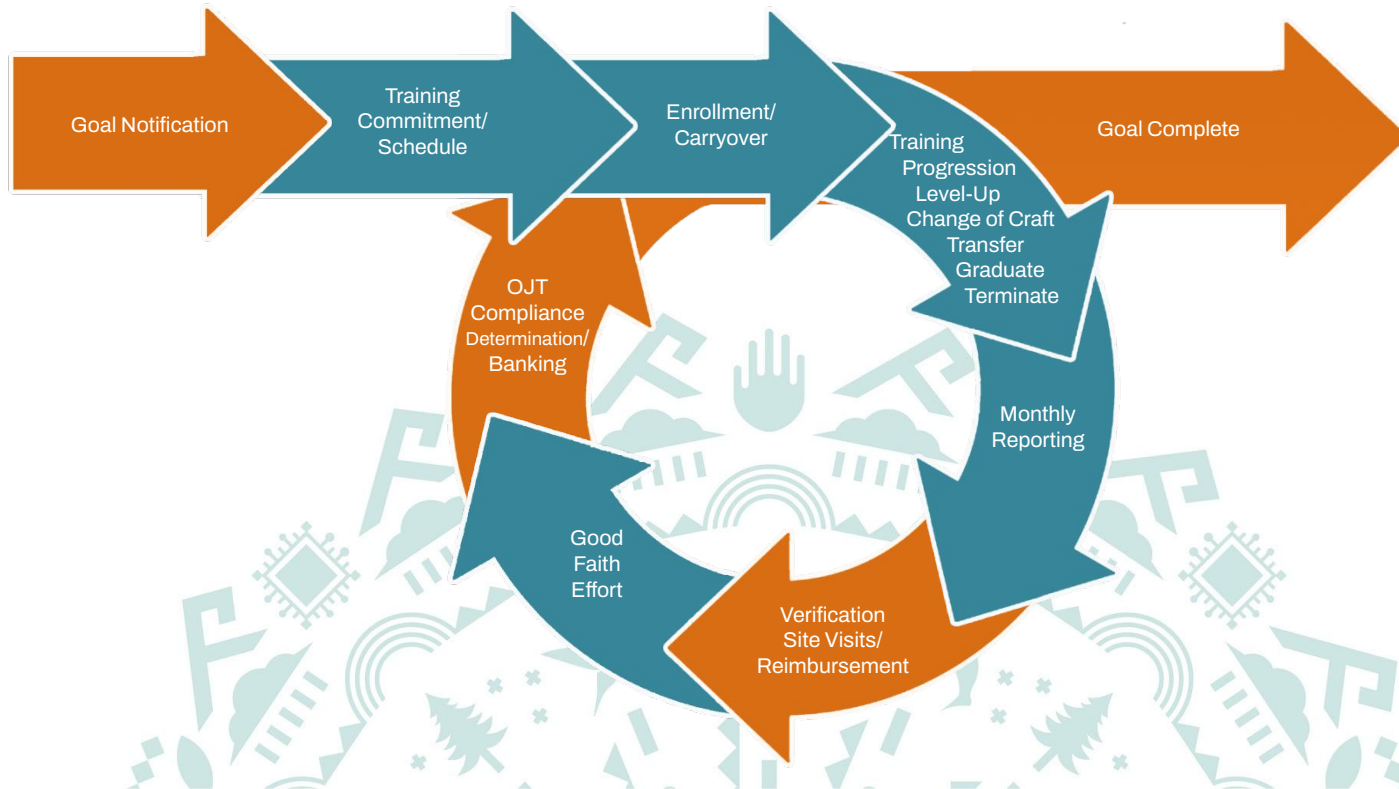 Goal Notification
Training
Commitment/
Schedule
Enrollment/
Carryover
Training
Progression
Level-Up
Change of Craft
Transfer
Graduate
Terminate
Goal Complete
Monthly
Reporting
Verification
Site Visits/
Reimbursement
Good
Faith
Effort
OJT
Compliance
Determination/
Banking